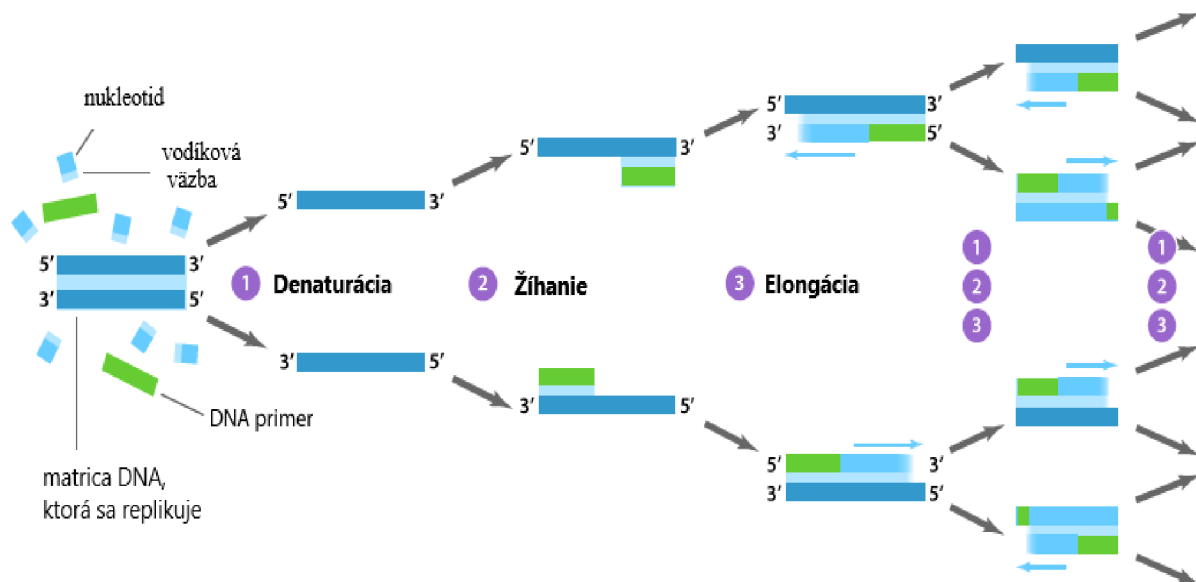 nukleotid
vodíková
väzba
5′ 3′
3′ 5′
DNA primer
matrica DNA,
ktorá sa replikuje
5′ 3′
1 Denaturácia
3′ 5′
5′ 3′
2 Žíhanie
3′ 5′
5′ 3′
3′ 5′
3 Elongácia
5′ 3′
3′ 5′
1
2
3
1
2
3